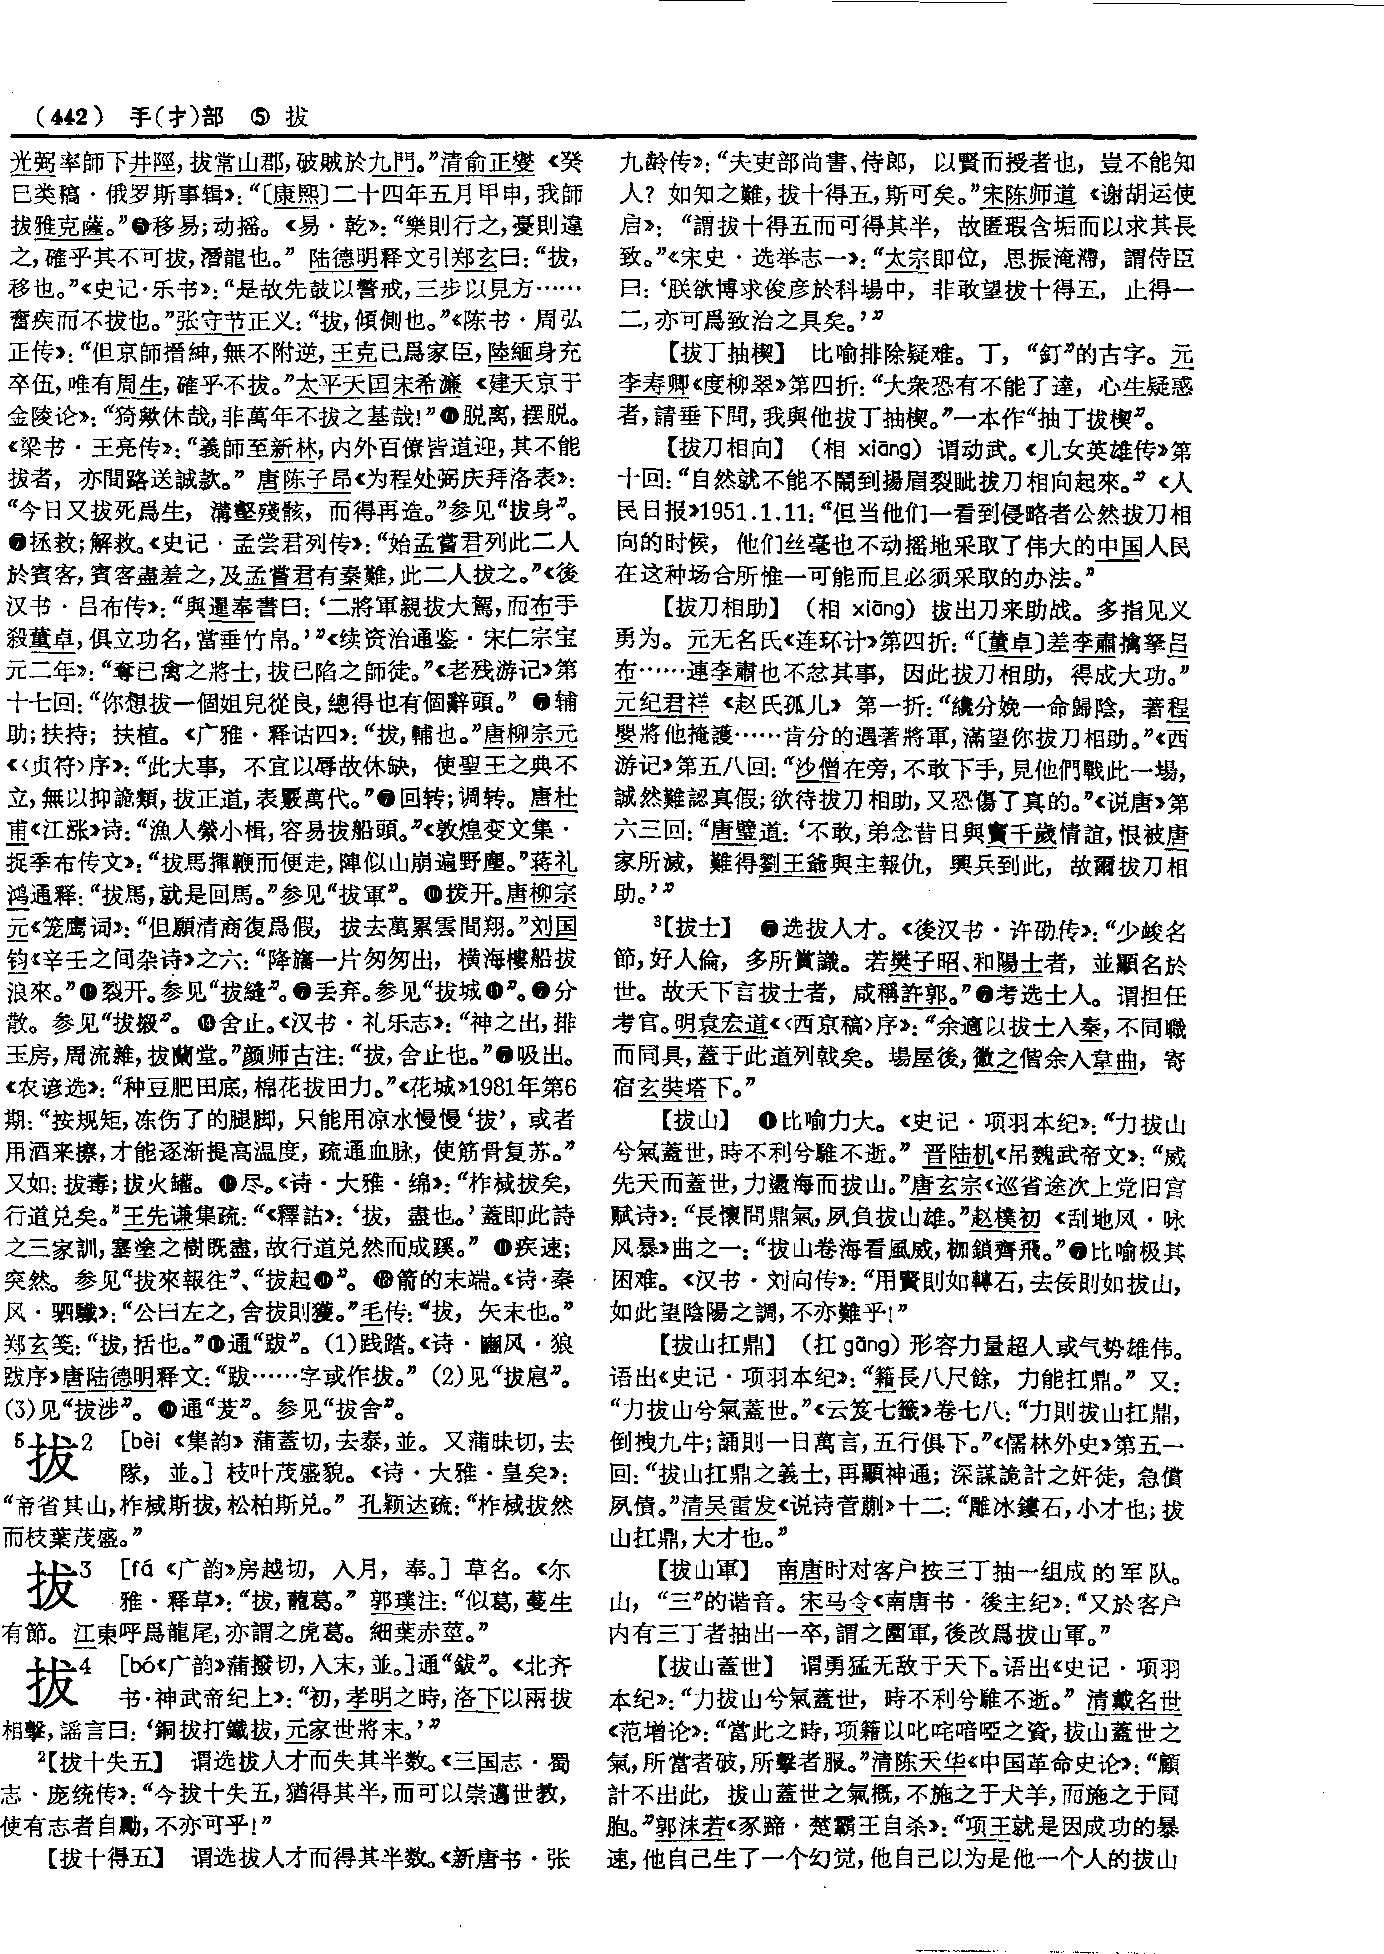 (442) 手(扌)部 ⑤ 拔
光弼率師下井陘，拔常山郡，破贼於九門。”清俞正燮《癸
巳类稿·俄罗斯事辑》：“〔康熙〕二十四年五月甲申，我師
拔雅克薩。”❺移易；动摇。《易·乾》：“樂則行之，憂則違
之，確乎其不可拔，潛龍也。”陆德明释文引郑玄曰：“拔，
移也。”《史记·乐书》：“是故先鼓以警戒，三步以見方……
奮疾而不拔也。”张守节正义：“拔，傾側也。”《陈书·周弘
正传》：“但京師搢紳，無不附逆，王克已爲家臣，陸緬身充
卒伍，唯有周生，確乎不拔。”太平天囯宋希濂《建天京于
金陵论》：“猗歟休哉，非萬年不拔之基哉！”脱离，摆脱。
《梁书·王亮传》：“義師至新林，内外百僚皆道迎，其不能
拔者，亦間路送誠款。”唐陈子昂《为程处弼庆拜洛表》：
“今日又拔死爲生，溝壑殘骸，而得再造。”参见“拔身”。
拯救；解救。《史记·孟尝君列传》：“始孟嘗君列此二人
於賓客，賓客盡羞之，及孟嘗君有秦難，此二人拔之。”《後
汉书·吕布传》：“與暹奉書曰：‘二將軍親拔大駕，而布手
殺董卓，俱立功名，當垂竹帛。’”《续资治通鉴·宋仁宗宝
元二年》：“奪已禽之將士，拔已陷之師徒。”《老残游记》第
十七回：“你想拔一個姐兒從良，總得也有個辭頭。”辅
助；扶持；扶植。《广雅·释诂四》：“拔，輔也。”唐柳宗元
《〈贞符〉序》：“此大事，不宜以辱故休缺，使聖王之典不
立，無以抑詭類，拔正道，表覈萬代。”回转；调转。唐杜
甫《江涨》诗：“漁人縈小楫，容易拔船頭。”《敦煌变文集·
捉季布传文》：“拔馬揮鞭而便走，陣似山崩遍野塵。”蒋礼
鸿通释：“拔馬，就是回馬。”参见“拔軍”。拨开。唐柳宗
元《笼鹰词》：“但願清商復爲假，拔去萬累雲間翔。”刘国
钧《辛壬之间杂诗》之六：“降旛一片匆匆出，橫海樓船拔
浪來。”裂开。参见“拔縫”。丢弃。参见“拔城”。分
散。参见“拔摋”。舍止。《汉书·礼乐志》：“神之出，排
玉房，周流雜，拔蘭堂。”颜师古注：“拔，舍止也。”吸出。
《农谚选》：“种豆肥田底，棉花拔田力。”《花城》1981年第6
期：“按规矩，冻伤了的腿脚，只能用凉水慢慢‘拔’，或者
用酒来擦，才能逐渐提高温度，疏通血脉，使筋骨复苏。”
又如：拔毒；拔火罐。尽。《诗·大雅·绵》：“柞棫拔矣，
行道兑矣。”王先谦集疏：“《釋詁》：‘拔，盡也。’蓋即此詩
之三家訓，塞塗之樹既盡，故行道兑然而成蹊。”疾速；
突然。参见“拔來報往”、“拔起”。箭的末端。《诗·秦
风·驷驖》：“公曰左之，舍拔則獲。”毛传：“拔，矢末也。”
郑玄笺：“拔，括也。”通“跋”。(1)践踏。《诗·豳风·狼
跋序》唐陆德明释文：“跋……字或作拔。”(2)见“拔扈”。
(3)见“拔涉”。通“茇”。参见“拔舍”。
5拔2 [bèi《集韵》蒲蓋切，去泰，並。又蒲昧切，去
隊，並。]枝叶茂盛貌。《诗·大雅·皇矣》：
“帝省其山，柞棫斯拔，松柏斯兑。”孔颖达疏：“柞棫拔然
而枝葉茂盛。”
拔3 [fá《广韵》房越切，入月，奉。]草名。《尔
雅·释草》：“拔，蘢葛。”郭璞注：“似葛，蔓生
有節。江東呼爲龍尾，亦謂之虎葛。細葉赤莖。”
拔4 [bó《广韵》蒲撥切，入末，並。]通“鈸”。《北齐
书·神武帝纪上》：“初，孝明之時，洛下以兩拔
相擊，謡言曰：‘銅拔打鐵拔，元家世將末。’”
2【拔十失五】 谓选拔人才而失其半数。《三国志·蜀
志·庞统传》：“今拔十失五，猶得其半，而可以崇邁世教，
使有志者自勵，不亦可乎！”
【拔十得五】 谓选拔人才而得其半数。《新唐书·张
九龄传》：“夫吏部尚書、侍郎，以賢而授者也，豈不能知
人？如知之難，拔十得五，斯可矣。”宋陈师道《谢胡运使
启》：“謂拔十得五而可得其半，故匿瑕含垢而以求其長
致。”《宋史·选举志一》：“太宗即位，思振淹滯，謂侍臣
曰：‘朕欲博求俊彦於科場中，非敢望拔十得五，止得一
二，亦可爲致治之具矣。’”
【拔丁抽楔】 比喻排除疑难。丁，“釘”的古字。元
李寿卿《度柳翠》第四折：“大衆恐有不能了達，心生疑惑
者，請垂下問，我與他拔丁抽楔。”一本作“抽丁拔楔”。
【拔刀相向】 （相 xiāng）谓动武。《儿女英雄传》第
十回：“自然就不能不鬧到揚眉裂眦拔刀相向起來。”《人
民日报》1951.1.11：“但当他们一看到侵略者公然拔刀相
向的时候，他们丝毫也不动摇地采取了伟大的中国人民
在这种场合所惟一可能而且必须采取的办法。”
【拔刀相助】 （相 xiāng）拔出刀来助战。多指见义
勇为。元无名氏《连环计》第四折：“〔董卓〕差李肅擒拏吕
布……連李肅也不忿其事，因此拔刀相助，得成大功。”
元纪君祥《赵氏孤儿》第一折：“纔分娩一命歸陰，著程
嬰將他掩護……肯分的遇著將軍，滿望你拔刀相助。”《西
游记》第五八回：“沙僧在旁，不敢下手，見他們戰此一場，
誠然難認真假；欲待拔刀相助，又恐傷了真的。”《说唐》第
六三回：“唐璧道：‘不敢，弟念昔日與竇千歲情誼，恨被唐
家所滅，難得劉王爺與主報仇，興兵到此，故爾拔刀相
助。’”
3【拔士】 選拔人才。《後汉书·许劭传》：“少峻名
節，好人倫，多所賞識。若樊子昭、和陽士者，並顯名於
世。故天下言拔士者，咸稱許郭。”考选士人。谓担任
考官。明袁宏道《〈西京稿〉序》：“余適以拔士入秦，不同職
而同具，蓋于此道列戟矣。場屋後，徽之偕余入韋曲，寄
宿玄奘塔下。”
【拔山】 ❶比喻力大。《史记·项羽本纪》：“力拔山
兮氣蓋世，時不利兮騅不逝。”晋陆机《吊魏武帝文》：“威
先天而蓋世，力盪海而拔山。”唐玄宗《巡省途次上党旧宫
赋诗》：“長懷問鼎氣，夙負拔山雄。”赵樸初《刮地风·咏
风暴》曲之一：“拔山卷海看風威，枷鎖齊飛。”比喻极其
困难。《汉书·刘向传》：“用賢則如轉石，去佞則如拔山，
如此望陰陽之調，不亦難乎！”
【拔山扛鼎】 （扛 gāng）形容力量超人或气势雄伟。
语出《史记·项羽本纪》：“籍長八尺餘，力能扛鼎。”又：
“力拔山兮氣蓋世。”《云笈七籤》卷七八：“力則拔山扛鼎，
倒拽九牛；誦則一日萬言，五行俱下。”《儒林外史》第五一
回：“拔山扛鼎之義士，再顯神通；深謀詭計之奸徒，急償
夙債。”清吴雷发《说诗菅蒯》十二：“雕冰鏤石，小才也；拔
山扛鼎，大才也。”
【拔山軍】 南唐时对客户按三丁抽一组成的军队。
山，“三”的谐音。宋马令《南唐书·後主纪》：“又於客户
内有三丁者抽出一卒，謂之圍軍，後改爲拔山軍。”
【拔山蓋世】 谓勇猛无敌于天下。语出《史记·项羽
本纪》：“力拔山兮氣蓋世，時不利兮騅不逝。”清戴名世
《范增论》：“當此之時，项籍以叱咤喑啞之資，拔山蓋世之
氣，所當者破，所擊者服。”清陈天华《中国革命史论》：“顧
計不出此，拔山蓋世之氣概，不施之于犬羊，而施之于同
胞。”郭沫若《豕蹄·楚霸王自杀》：“项王就是因成功的暴
速，他自己生了一个幻觉，他自己以为是他一个人的拔山